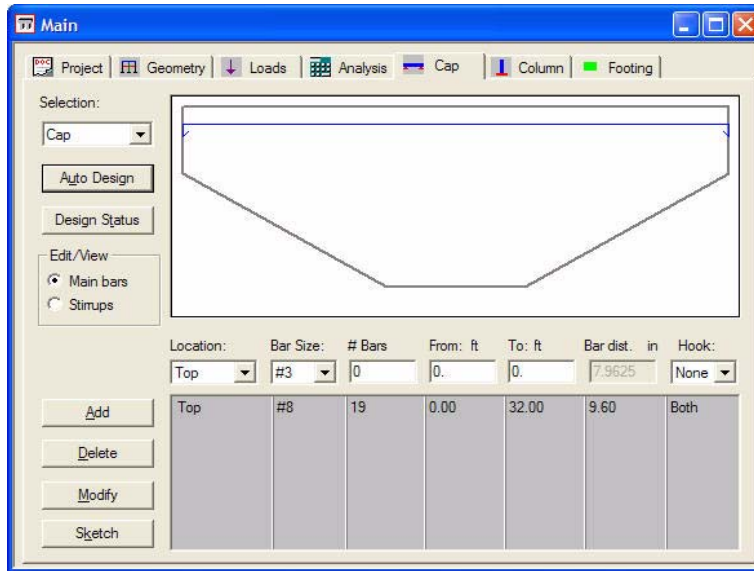 Main
DOC Project Geometry Loads Analysis Cap Column Footing
Selection:
Cap
Auto Design
Design Status
Edit/View
Main bars
Stirrups
Location: Bar Size: # Bars From: ft To: ft Bar dist. in Hook:
Top #3 0 0. 0. 7.9625 None
Add
Delete
Modify
Sketch
Top #8 19 0.00 32.00 9.60 Both